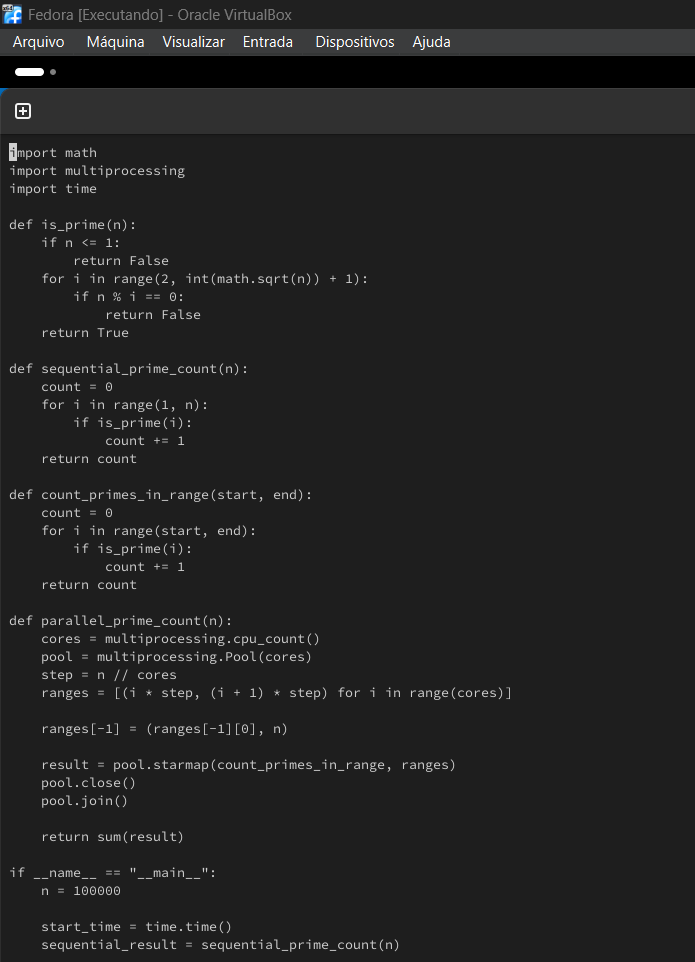 Fedora [Executando] - Oracle VirtualBox
Arquivo Máquina Visualizar Entrada Dispositivos Ajuda
import math
import multiprocessing
import time
def is_prime(n):
    if n <= 1:
        return False
    for i in range(2, int(math.sqrt(n)) + 1):
        if n % i == 0:
            return False
    return True
def sequential_prime_count(n):
    count = 0
    for i in range(1, n):
        if is_prime(i):
            count += 1
    return count
def count_primes_in_range(start, end):
    count = 0
    for i in range(start, end):
        if is_prime(i):
            count += 1
    return count
def parallel_prime_count(n):
    cores = multiprocessing.cpu_count()
    pool = multiprocessing.Pool(cores)
    step = n // cores
    ranges = [(i * step, (i + 1) * step) for i in range(cores)]
    ranges[-1] = (ranges[-1][0], n)
    result = pool.starmap(count_primes_in_range, ranges)
    pool.close()
    pool.join()
    return sum(result)
if __name__ == "__main__":
    n = 100000
    start_time = time.time()
    sequential_result = sequential_prime_count(n)